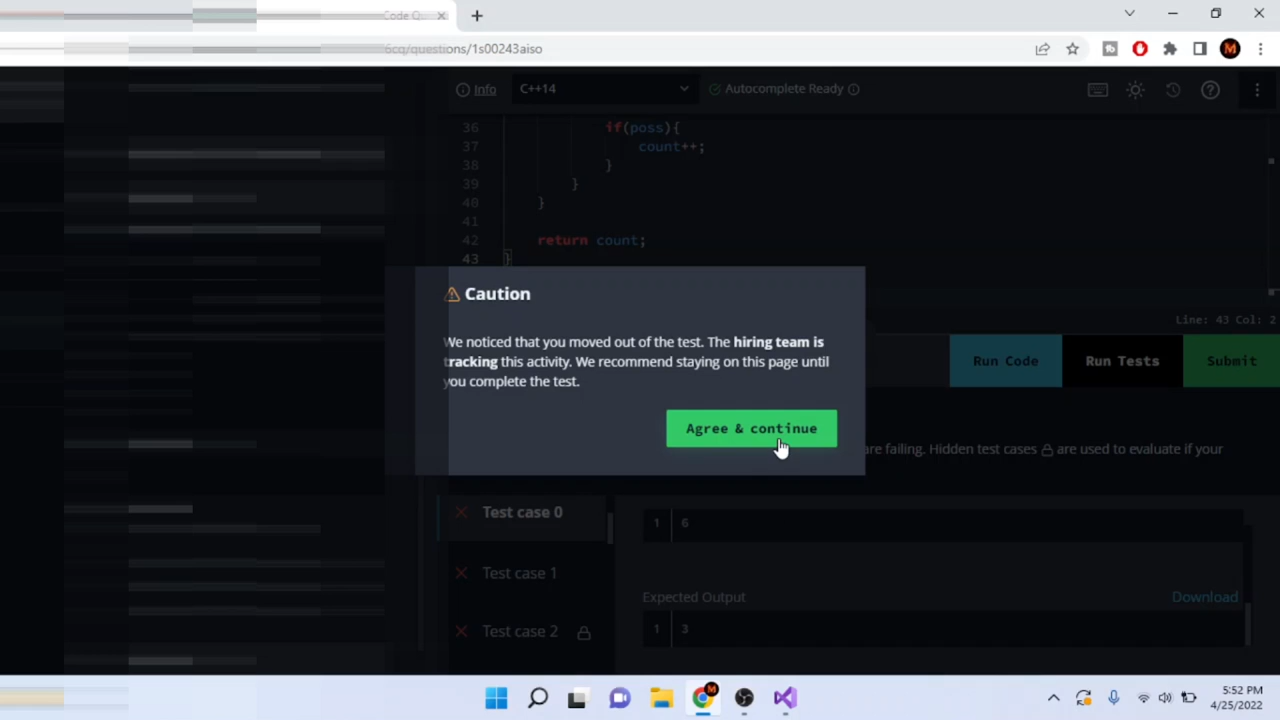 Code Qu
6cq/questions/1s00243aiso
M
Info
C++14
Autocomplete Ready
36 if(poss){
37 count++;
38 }
39 }
40 }
41
42 return count;
43 }
Caution
We noticed that you moved out of the test. The hiring team is
tracking this activity. We recommend staying on this page until
you complete the test.
Agree & continue
Line: 43 Col: 2
Run Code
Run Tests
Submit
are failing. Hidden test cases are used to evaluate if your
Test case 0
Test case 1
Test case 2
1 6
Expected Output
Download
1 3
M
5:52 PM
4/25/2022